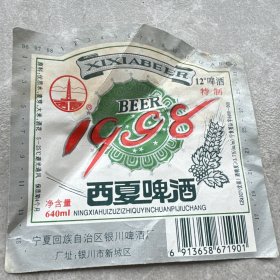 XIXIABEER
12°啤酒
特制
BEER
1998
净含量
640ml
西夏啤酒
NINGXIAHUIZUZIZHIQUYINCHUANPIJIUCHANG
宁夏回族自治区银川啤酒厂
厂址:银川市新城区
6 913658 671901